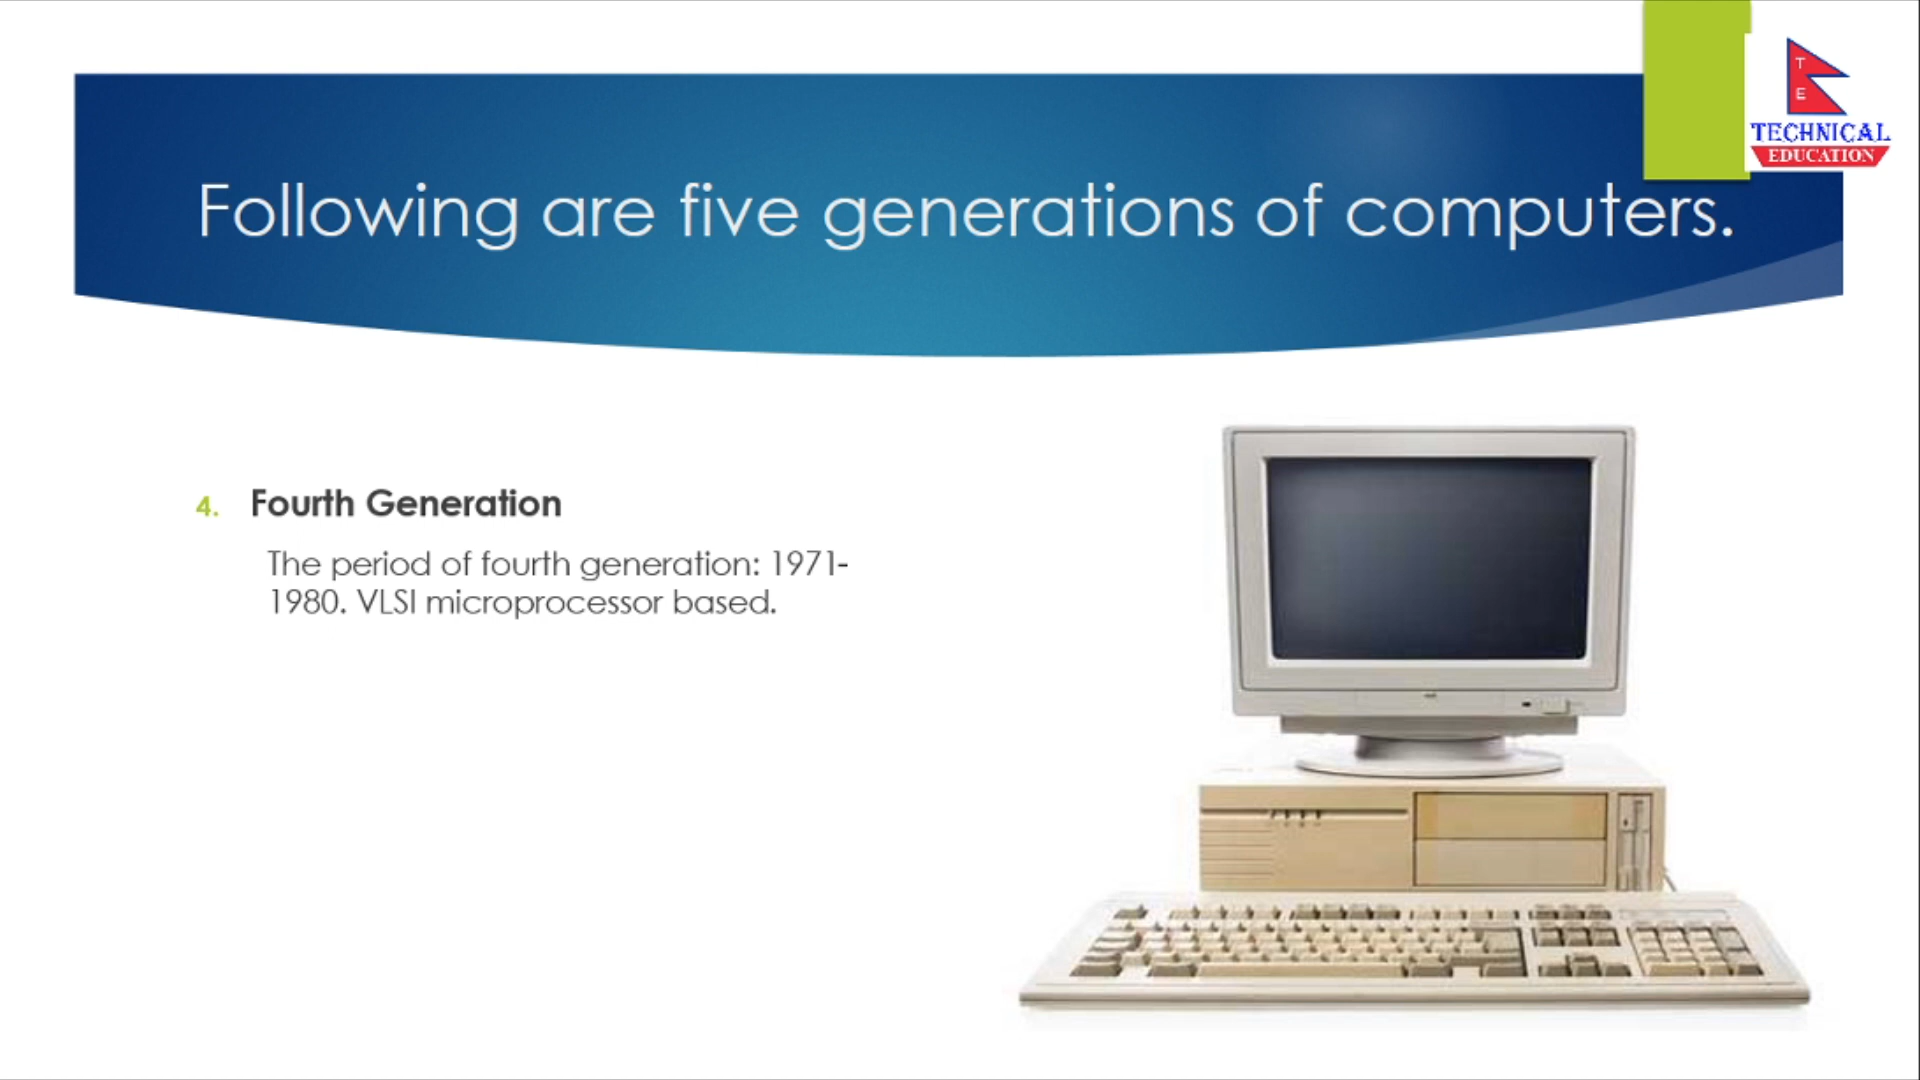 T
E
TECHNICAL
EDUCATION
Following are five generations of computers.
4. Fourth Generation
The period of fourth generation: 1971-
1980. VLSI microprocessor based.